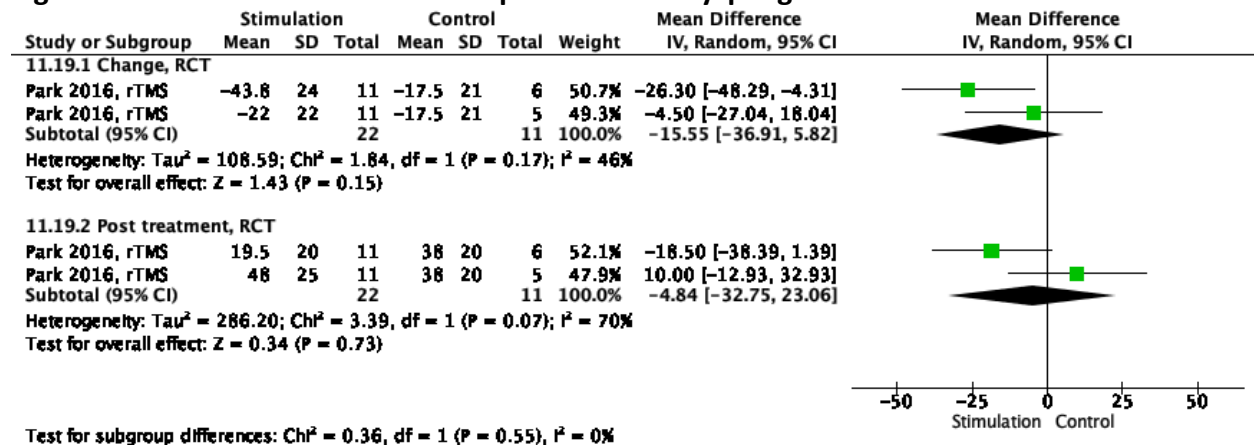 Stimulation Control Mean Difference Mean Difference
Study or Subgroup Mean SD Total Mean SD Total Weight IV, Random, 95% CI IV, Random, 95% CI
11.19.1 Change, RCT
Park 2016, rTMS −43.8 24 11 −17.5 21 6 50.7% −26.30 [−48.29, −4.31]
Park 2016, rTMS −22 22 11 −17.5 21 5 49.3% −4.50 [−27.04, 18.04]
Subtotal (95% CI) 22 11 100.0% −15.55 [−36.91, 5.82]
Heterogeneity: Tau² = 108.59; Chi² = 1.84, df = 1 (P = 0.17); I² = 46%
Test for overall effect: Z = 1.43 (P = 0.15)
11.19.2 Post treatment, RCT
Park 2016, rTMS 19.5 20 11 38 20 6 52.1% −18.50 [−38.39, 1.39]
Park 2016, rTMS 48 25 11 38 20 5 47.9% 10.00 [−12.93, 32.93]
Subtotal (95% CI) 22 11 100.0% −4.84 [−32.75, 23.06]
Heterogeneity: Tau² = 286.20; Chi² = 3.39, df = 1 (P = 0.07); I² = 70%
Test for overall effect: Z = 0.34 (P = 0.73)
−50 −25 0 25 50
Stimulation Control
Test for subgroup differences: Chi² = 0.36, df = 1 (P = 0.55), I² = 0%